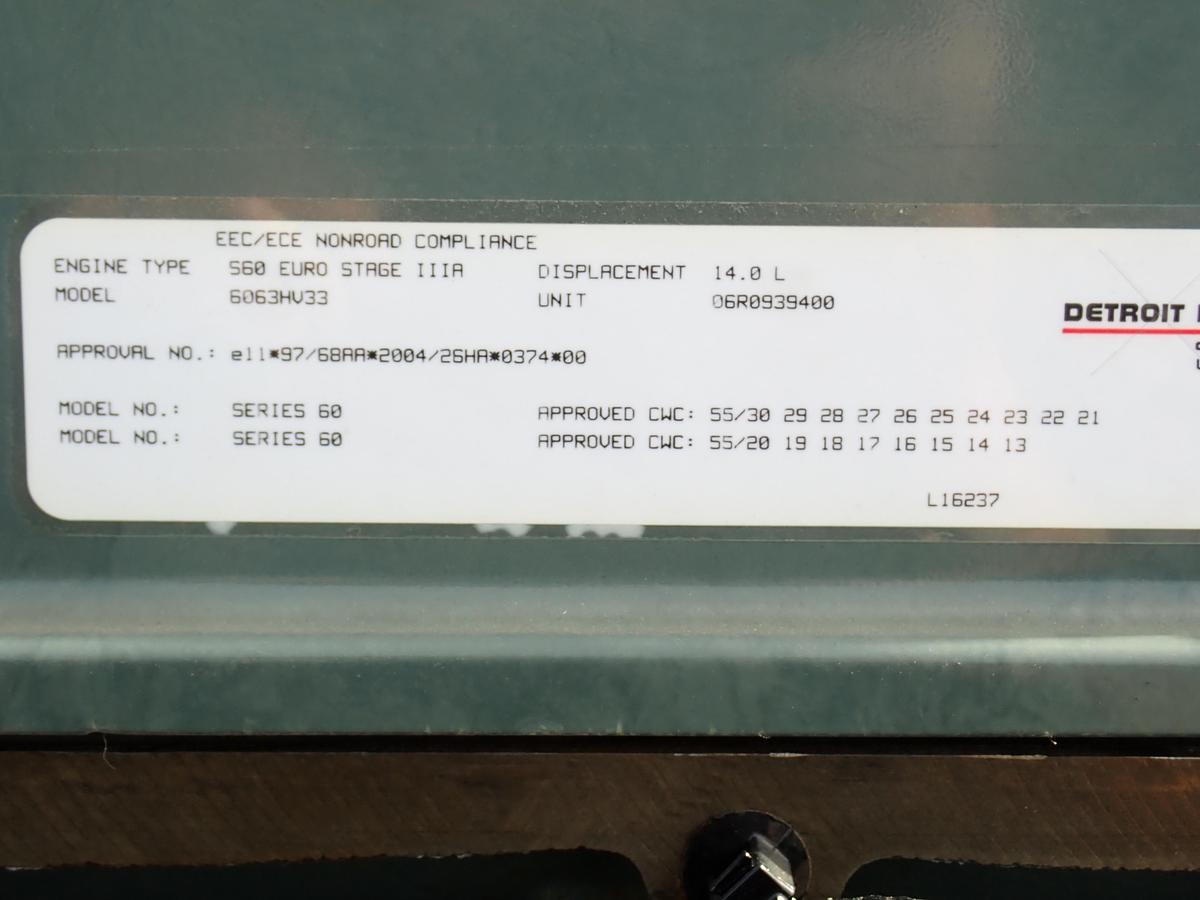 EEC/ECE NONROAD COMPLIANCE
ENGINE TYPE S60 EURO STAGE IIIA DISPLACEMENT 14.0 L
MODEL 6063HV33 UNIT 06R0939400
DETROIT
APPROVAL NO.: e11*97/68AA*2004/26HA*0374*00
MODEL NO.: SERIES 60 APPROVED CWC: 55/30 29 28 27 26 25 24 23 22 21
MODEL NO.: SERIES 60 APPROVED CWC: 55/20 19 18 17 16 15 14 13
L16237